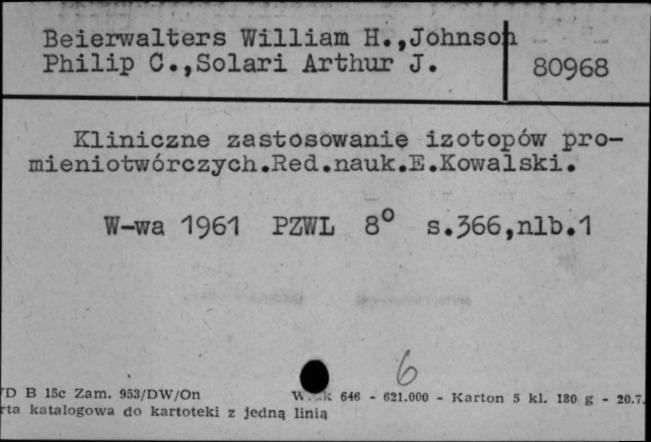 Beierwalters William H.,Johnson
Philip C.,Solari Arthur J.
80968
Kliniczne zastosowanie izotopów pro-
mieniotwórczych.Red.nauk.E.Kowalski.
W-wa 1961 PZWL 8° s.366,nlb.1
6
D B 15c Zam. 953/DW/On 646 - 621.000 - Karton 5 kl. 180 g - 20.7.
rta katalogowa do kartoteki z jedną linią